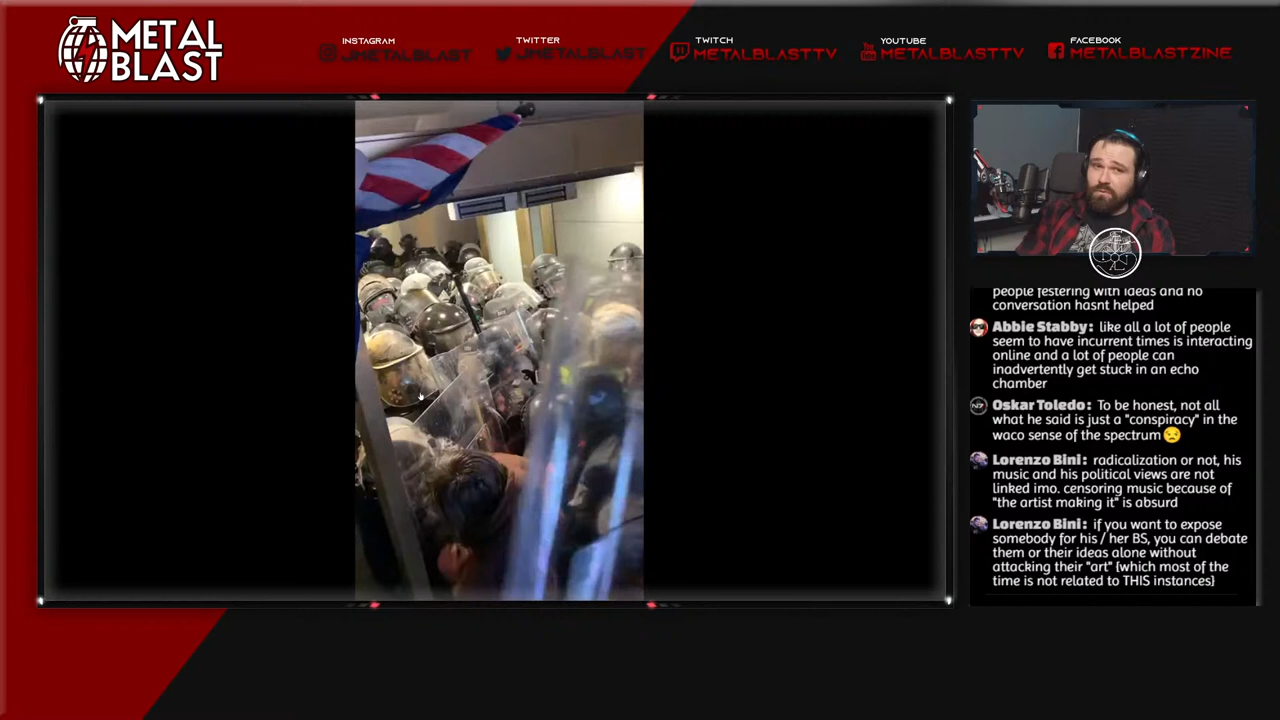 METAL
BLAST
INSTAGRAM
JMETALBLAST
TWITTER
JMETALBLAST
TWITCH
METALBLASTTV
YOUTUBE
METALBLASTTV
FACEBOOK
METALBLASTZINE
people festering with ideas and no
conversation hasnt helped
Abbie Stabby: like all a lot of people
seem to have incurrent times is interacting
online and a lot of people can
inadvertently get stuck in an echo
chamber
Oskar Toledo: To be honest, not all
what he said is just a "conspiracy" in the
waco sense of the spectrum😒
Lorenzo Bini: radicalization or not, his
music and his political views are not
linked imo. censoring music because of
"the artist making it" is absurd
Lorenzo Bini: if you want to expose
somebody for his / her BS, you can debate
them or their ideas alone without
attacking their "art" {which most of the
time is not related to THIS instances}